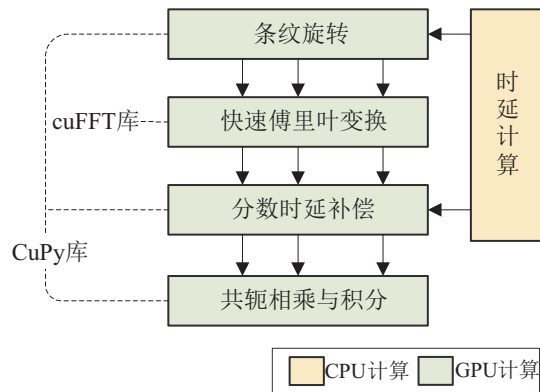 条纹旋转
时延计算
cuFFT库
快速傅里叶变换
分数时延补偿
CuPy库
共轭相乘与积分
CPU计算
GPU计算